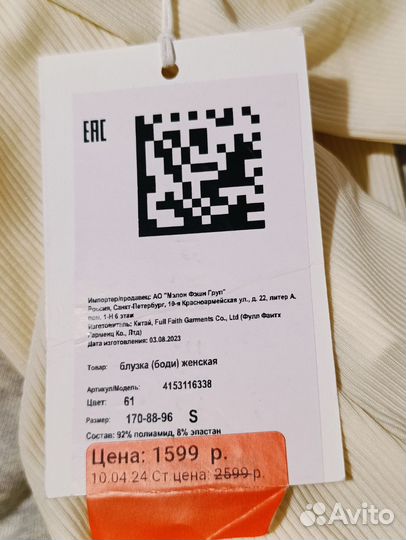 EAC
Импортер/продавец: АО "Мэлон Фэшн Груп"
Россия, Санкт-Петербург, 10-я Красноармейская ул., д. 22, литер А,
пом. 1-Н 6 этаж
Изготовитель: Китай, Full Faith Garments Co., Ltd (Фулл Фаитх
Гарменц Ко., Лтд)
Дата изготовления: 03.08.2023
Товар: блузка (боди) женская
Артикул/Модель: 4153116338
Цвет: 61
Размер: 170-88-96 S
Состав: 92% полиамид, 8% эластан
Цена: 1599 р.
10.04.24 Ст цена: 2599 р.
Avito